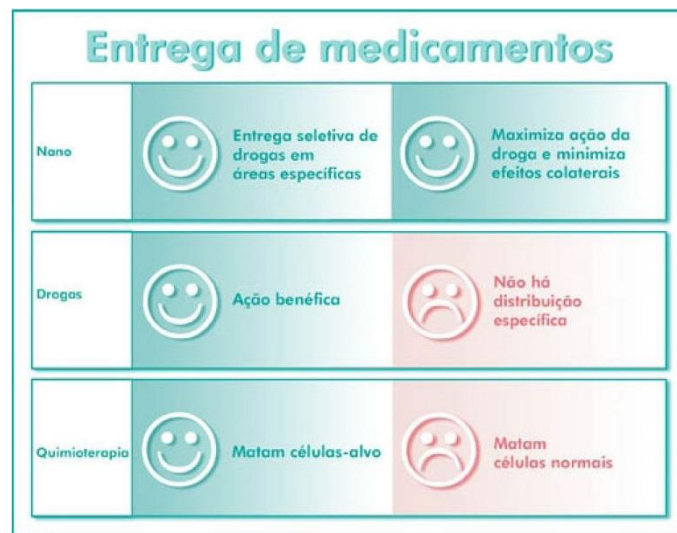 Entrega de medicamentos
Nano
Entrega seletiva de
drogas em
áreas específicas
Maximiza ação da
droga e minimiza
efeitos colaterais
Drogas
Ação benéfica
Não há
distribuição
específica
Quimioterapia
Matam células-alvo
Matam
células normais